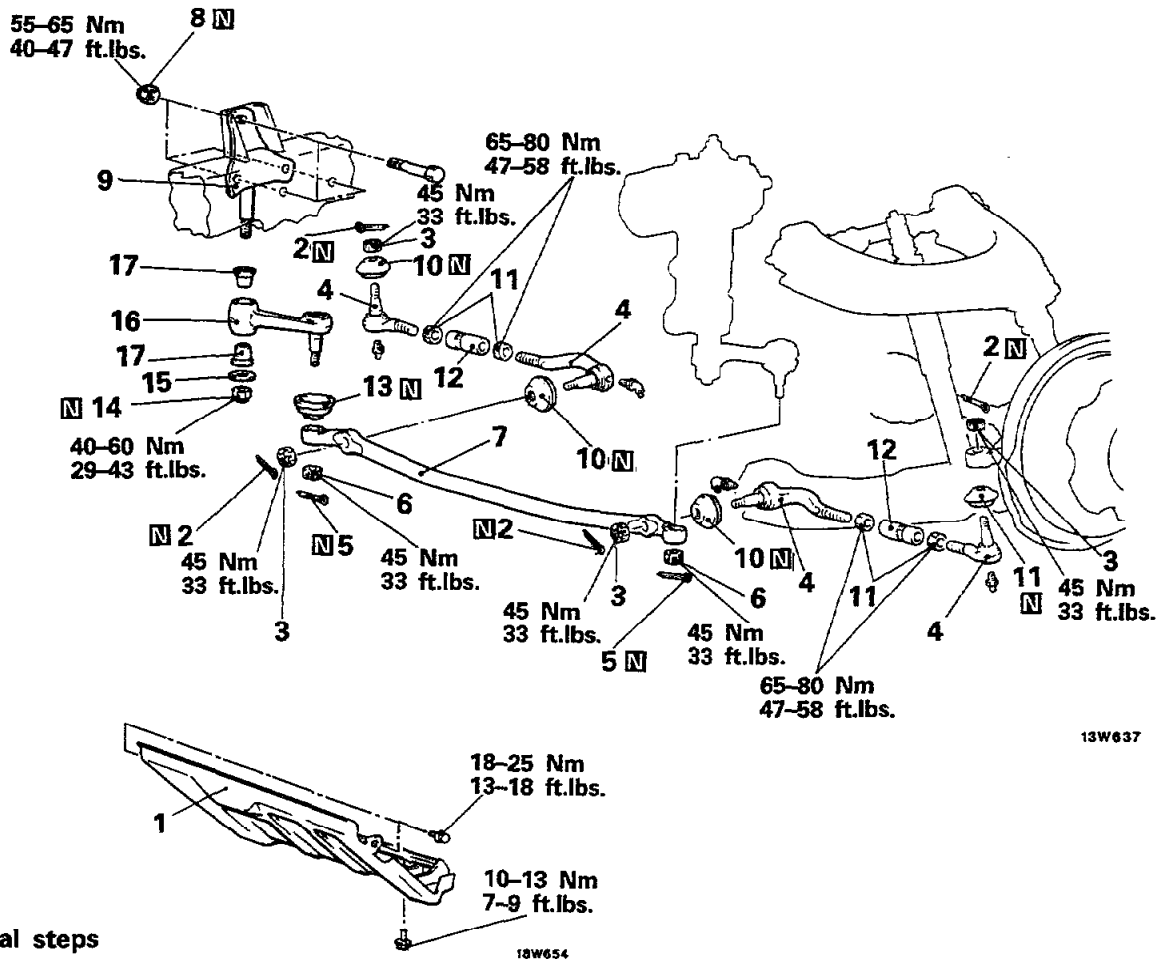 55–65 Nm
40–47 ft.lbs.
8 N
65–80 Nm
47–58 ft.lbs.
9
45 Nm
33 ft.lbs.
2 N
3
10 N
17
4
11
4
16
12
2 N
17
15
13 N
N 14
7
10 N
12
40–60 Nm
29–43 ft.lbs.
6
N 2
N 5
N 2
10 N
4
11
11
N
3
45 Nm
33 ft.lbs.
45 Nm
33 ft.lbs.
45 Nm
33 ft.lbs.
3
6
4
3
45 Nm
33 ft.lbs.
5 N
45 Nm
33 ft.lbs.
65–80 Nm
47–58 ft.lbs.
13W637
18–25 Nm
13–18 ft.lbs.
1
10–13 Nm
7–9 ft.lbs.
al steps
18W654